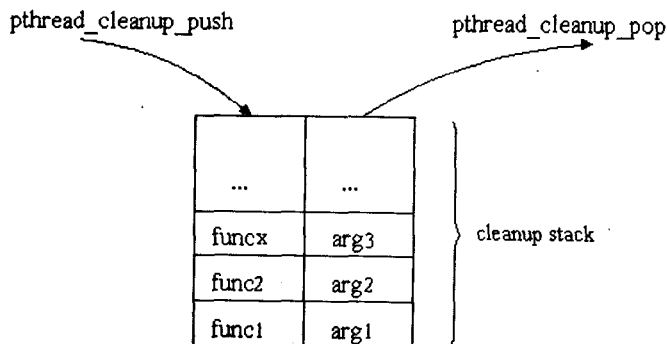 pthread_cleanup_push
pthread_cleanup_pop
... ...
funcx arg3
cleanup stack
func2 arg2
func1 arg1